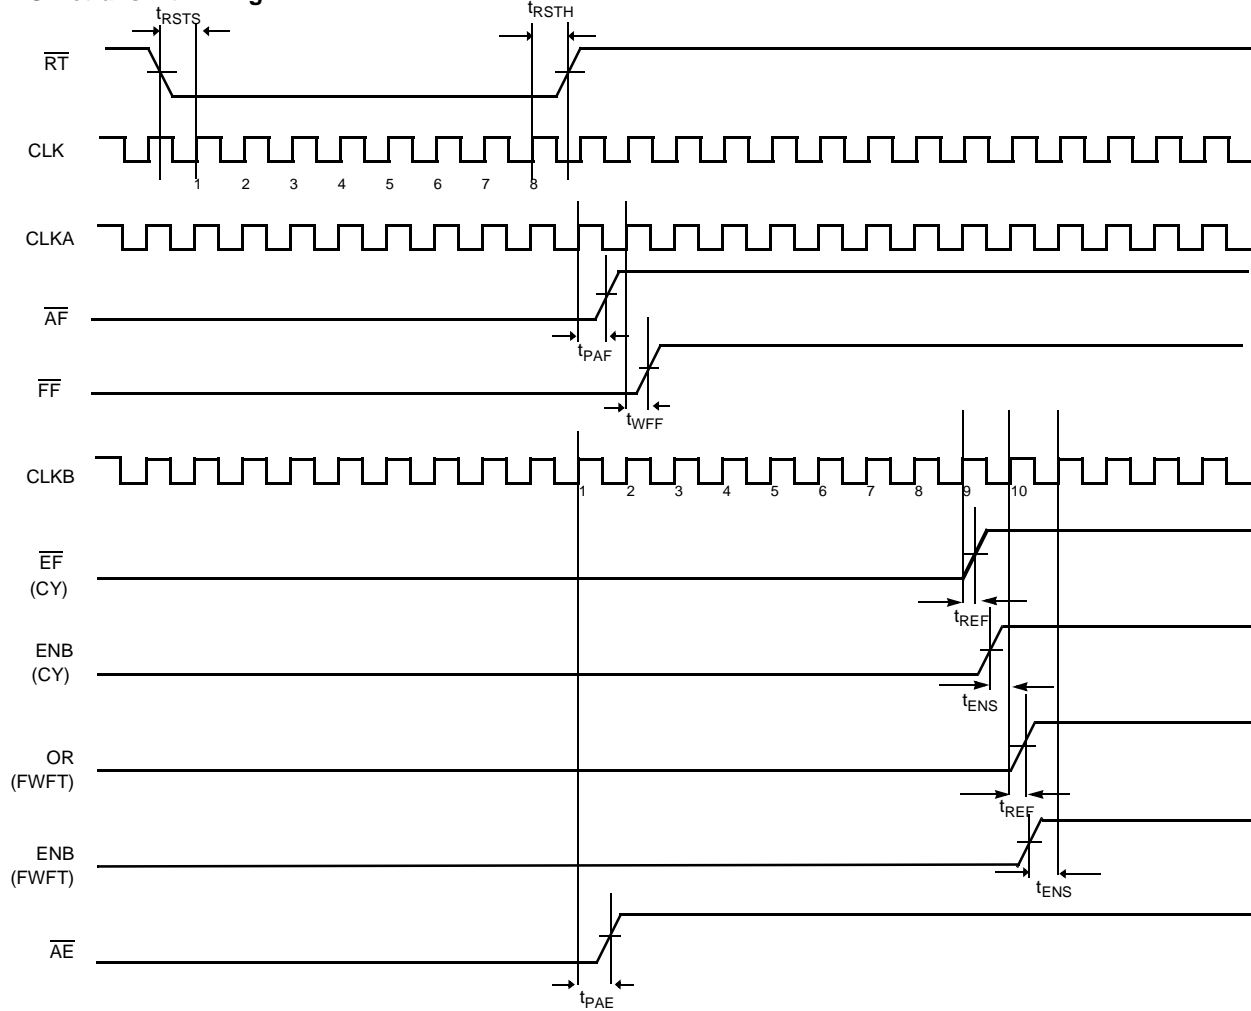 tRSTS
tRSTH
RT
CLK
1 2 3 4 5 6 7 8
CLKA
AF
tPAF
FF
tWFF
CLKB
1 2 3 4 5 6 7 8 9 10
EF
(CY)
tREF
ENB
(CY)
tENS
OR
(FWFT)
tREF
ENB
(FWFT)
tENS
AE
tPAE